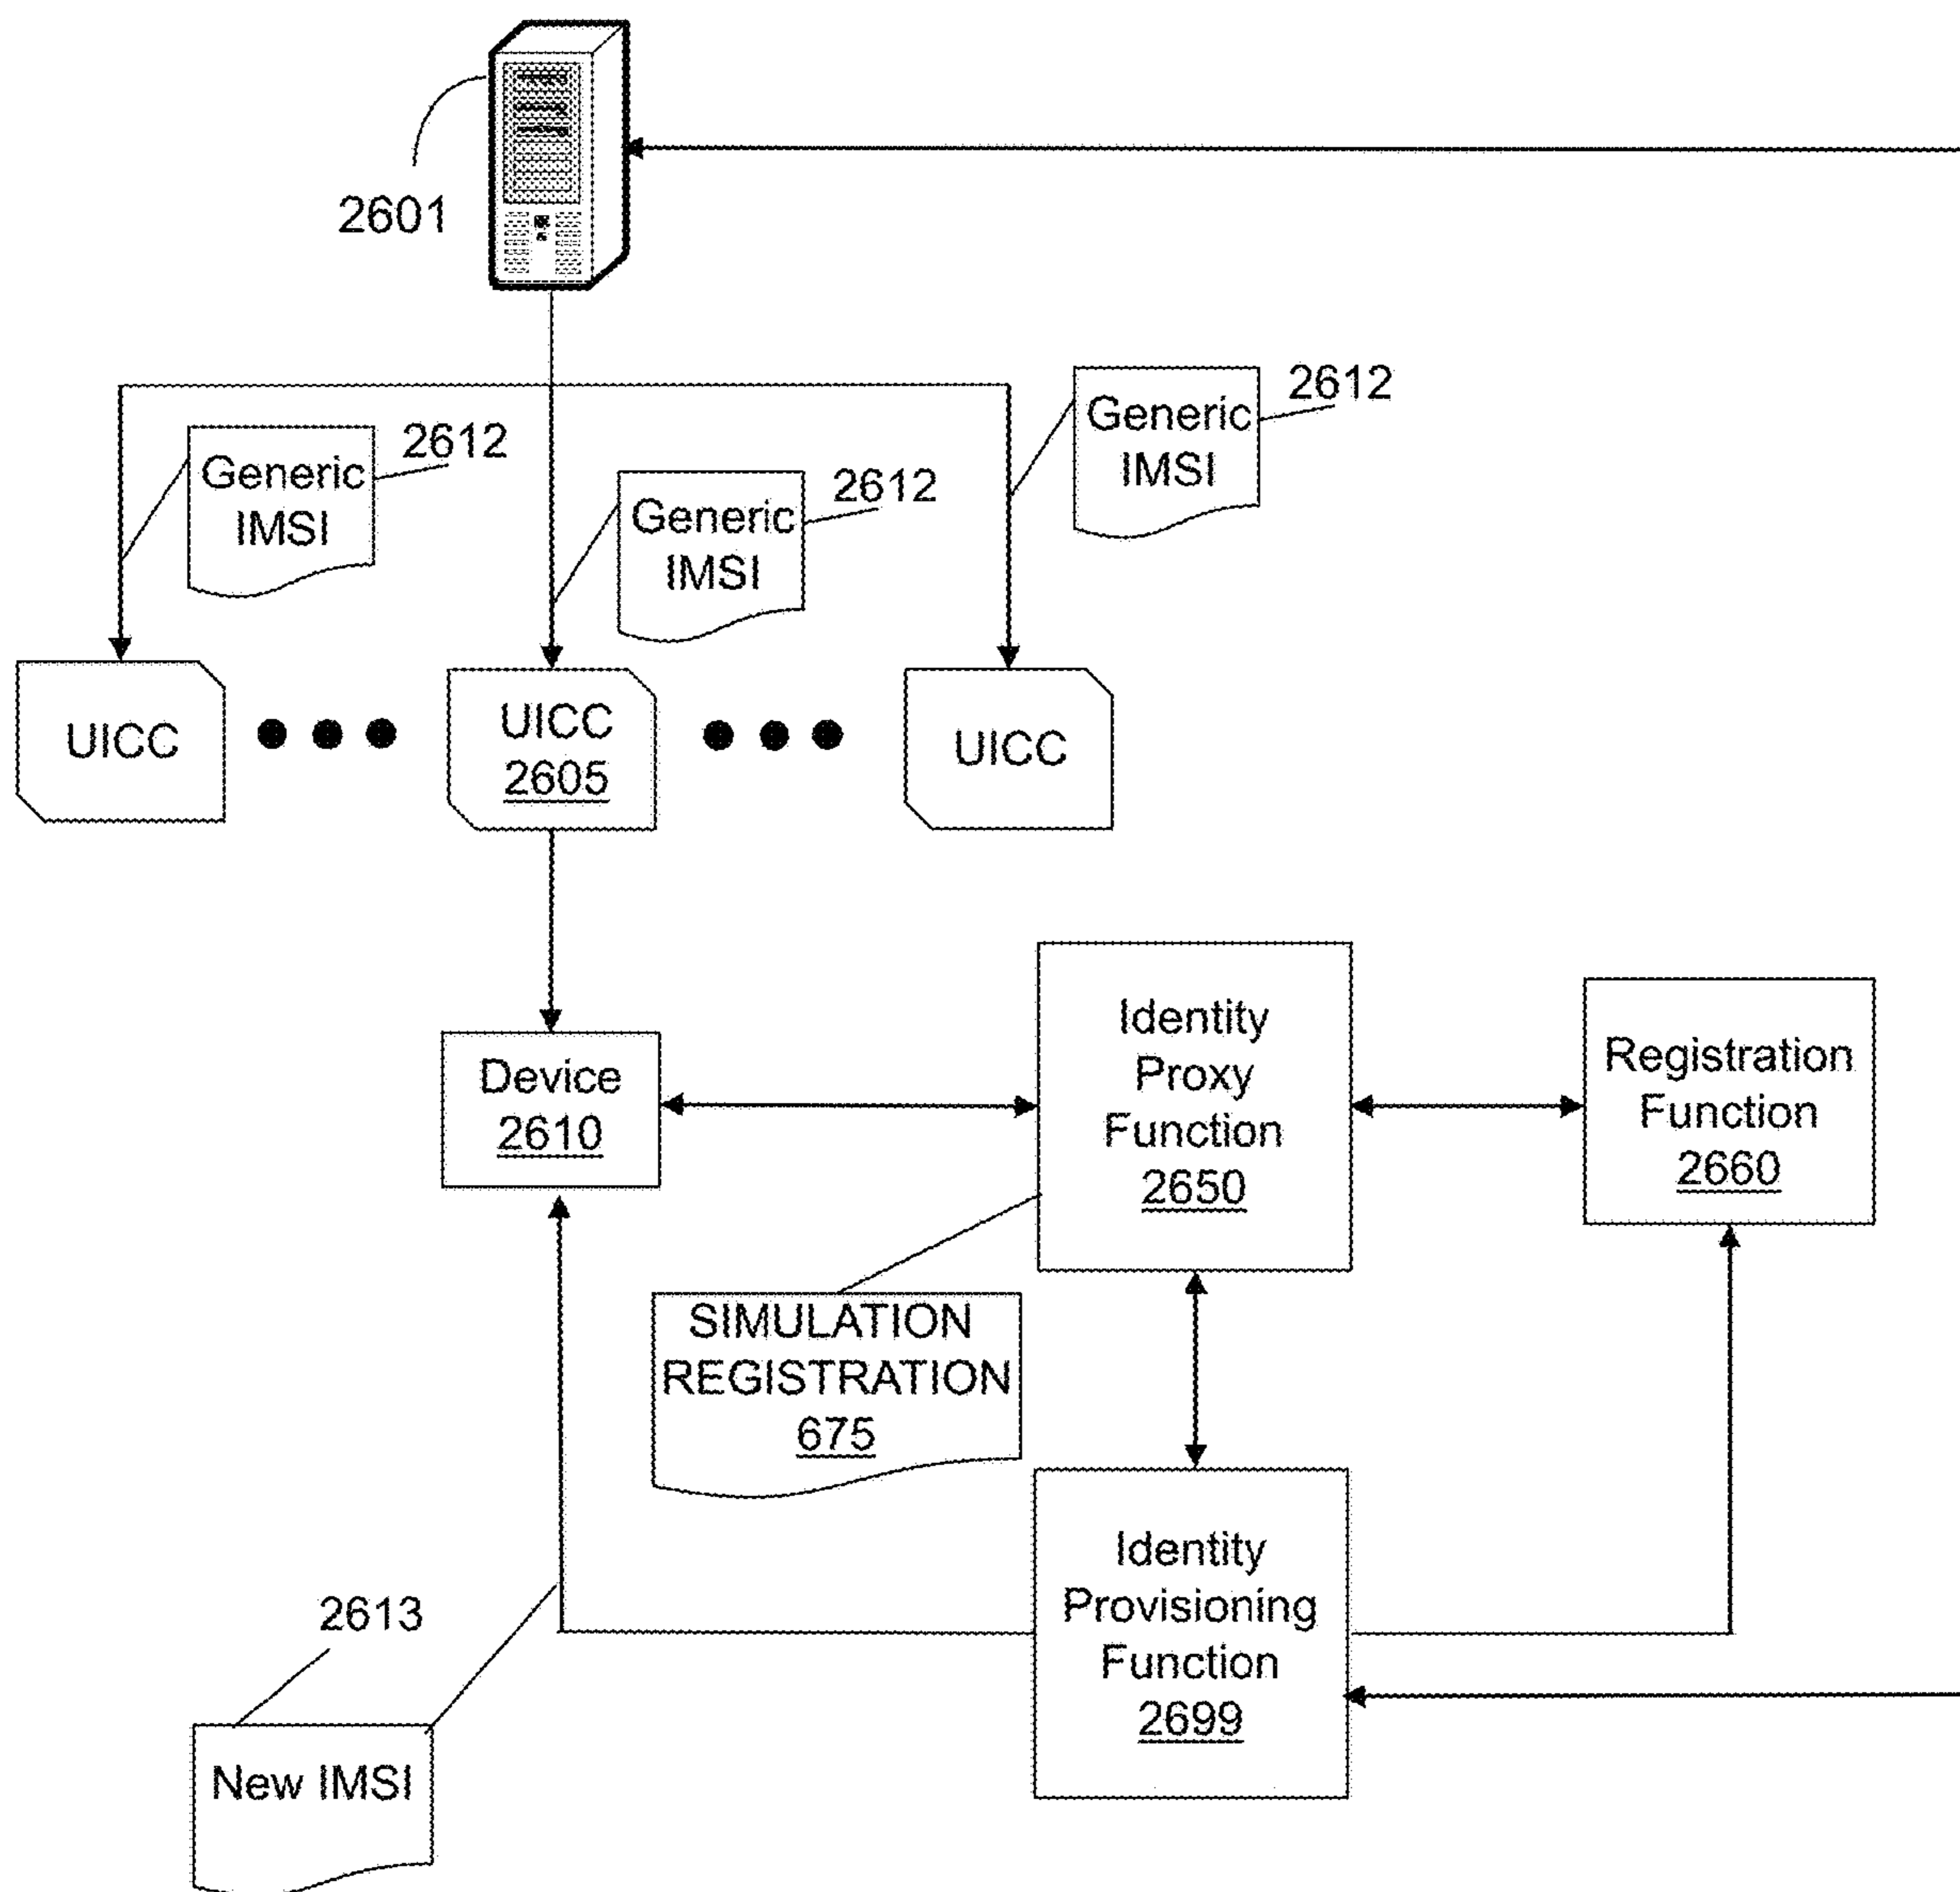 2601
2612
Generic
IMSI
2612
Generic
IMSI
2612
Generic
IMSI
UICC
UICC
2605
UICC
Device
2610
Identity
Proxy
Function
2650
Registration
Function
2660
SIMULATION
REGISTRATION
675
Identity
Provisioning
Function
2699
2613
New IMSI